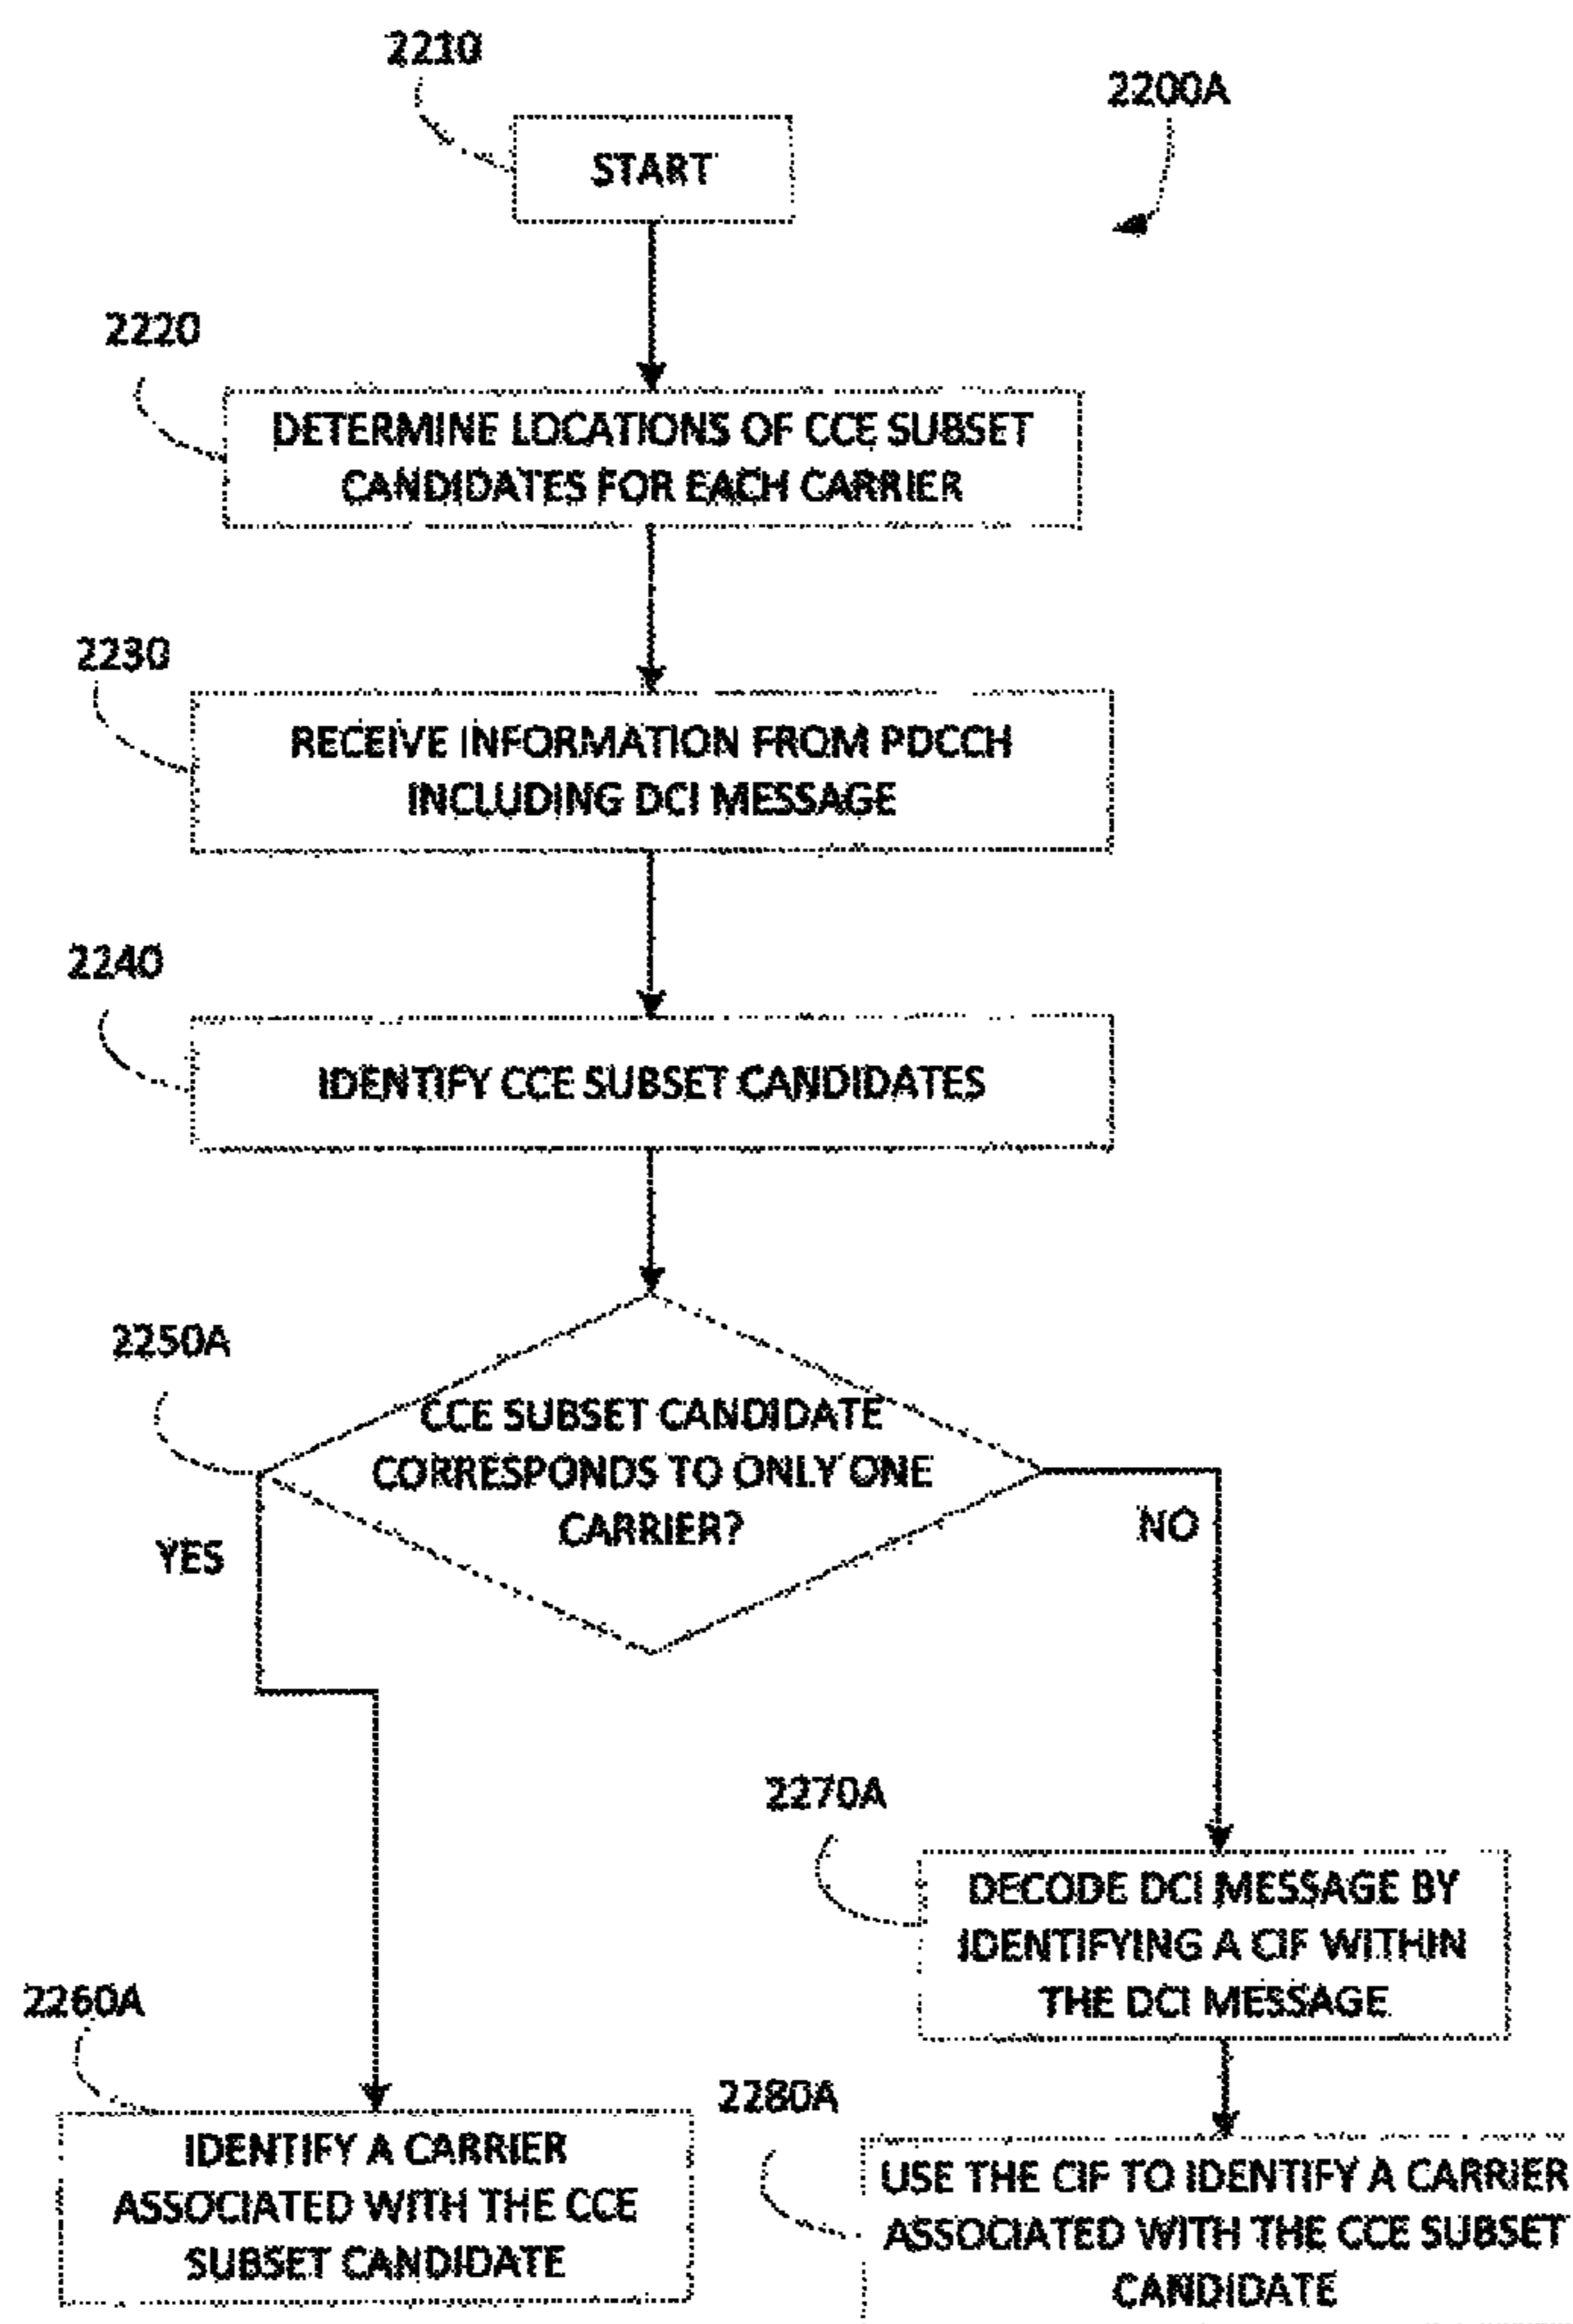 2210
2200A
START
2220
DETERMINE LOCATIONS OF CCE SUBSET
CANDIDATES FOR EACH CARRIER
2230
RECEIVE INFORMATION FROM PDCCH
INCLUDING DCI MESSAGE
2240
IDENTIFY CCE SUBSET CANDIDATES
2250A
CCE SUBSET CANDIDATE
CORRESPONDS TO ONLY ONE
CARRIER?
YES
NO
2270A
DECODE DCI MESSAGE BY
IDENTIFYING A CIF WITHIN
THE DCI MESSAGE
2260A
IDENTIFY A CARRIER
ASSOCIATED WITH THE CCE
SUBSET CANDIDATE
2280A
USE THE CIF TO IDENTIFY A CARRIER
ASSOCIATED WITH THE CCE SUBSET
CANDIDATE